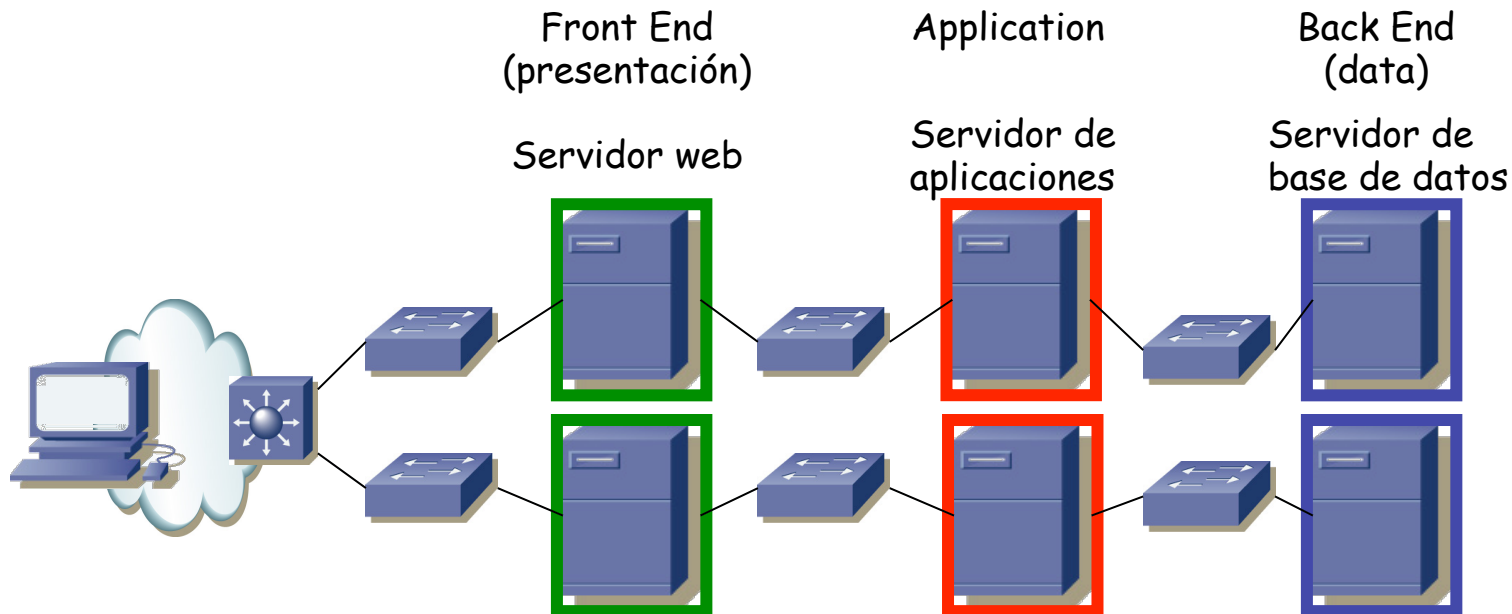 Front End
(presentación)
Application
Back End
(data)
Servidor web
Servidor de
aplicaciones
Servidor de
base de datos